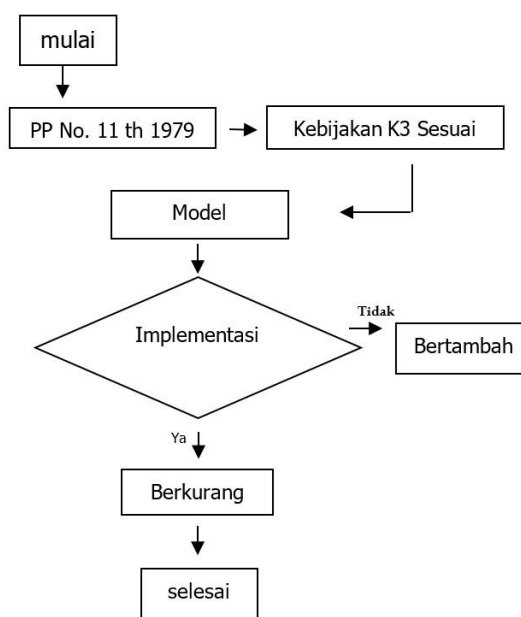 mulai
PP No. 11 th 1979
Kebijakan K3 Sesuai
Model
Tidak
Implementasi
Bertambah
Ya
Berkurang
selesai